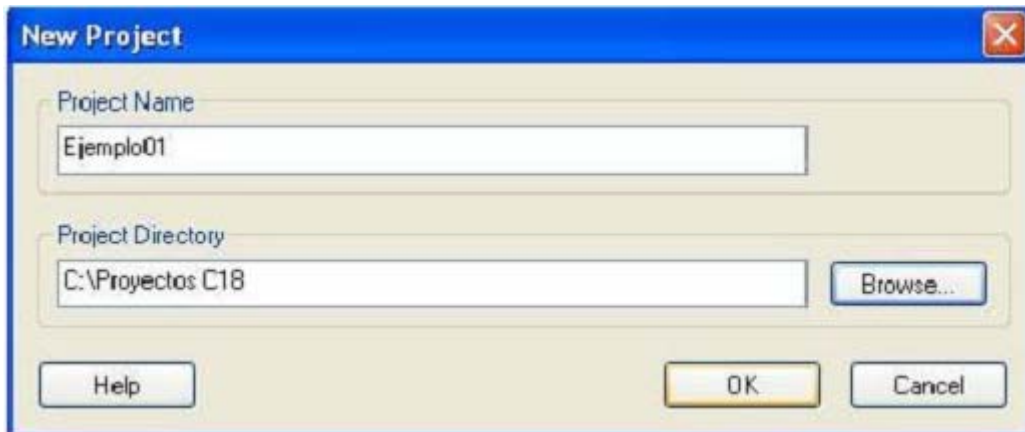 New Project
Project Name
Ejemplo01
Project Directory
C:\Proyectos C18
Browse...
Help
OK
Cancel